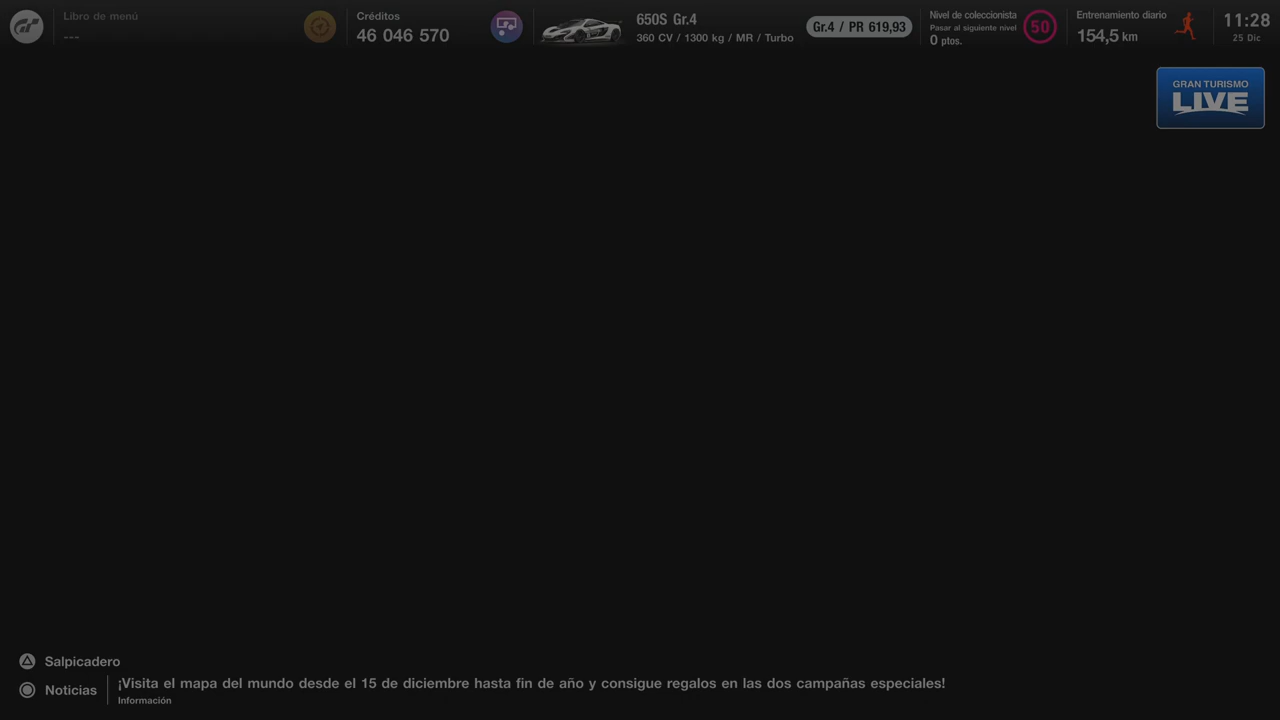 Libro de menú
---
Créditos
46 046 570
650S Gr.4
360 CV / 1300 kg / MR / Turbo
Gr.4 / PR 619,93
Nivel de coleccionista
Pasar al siguiente nivel
0 ptos.
50
Entrenamiento diario
154,5 km
11:28
25 Dic
GRAN TURISMO
LIVE
Salpicadero
Noticias
¡Visita el mapa del mundo desde el 15 de diciembre hasta fin de año y consigue regalos en las dos campañas especiales!
Información